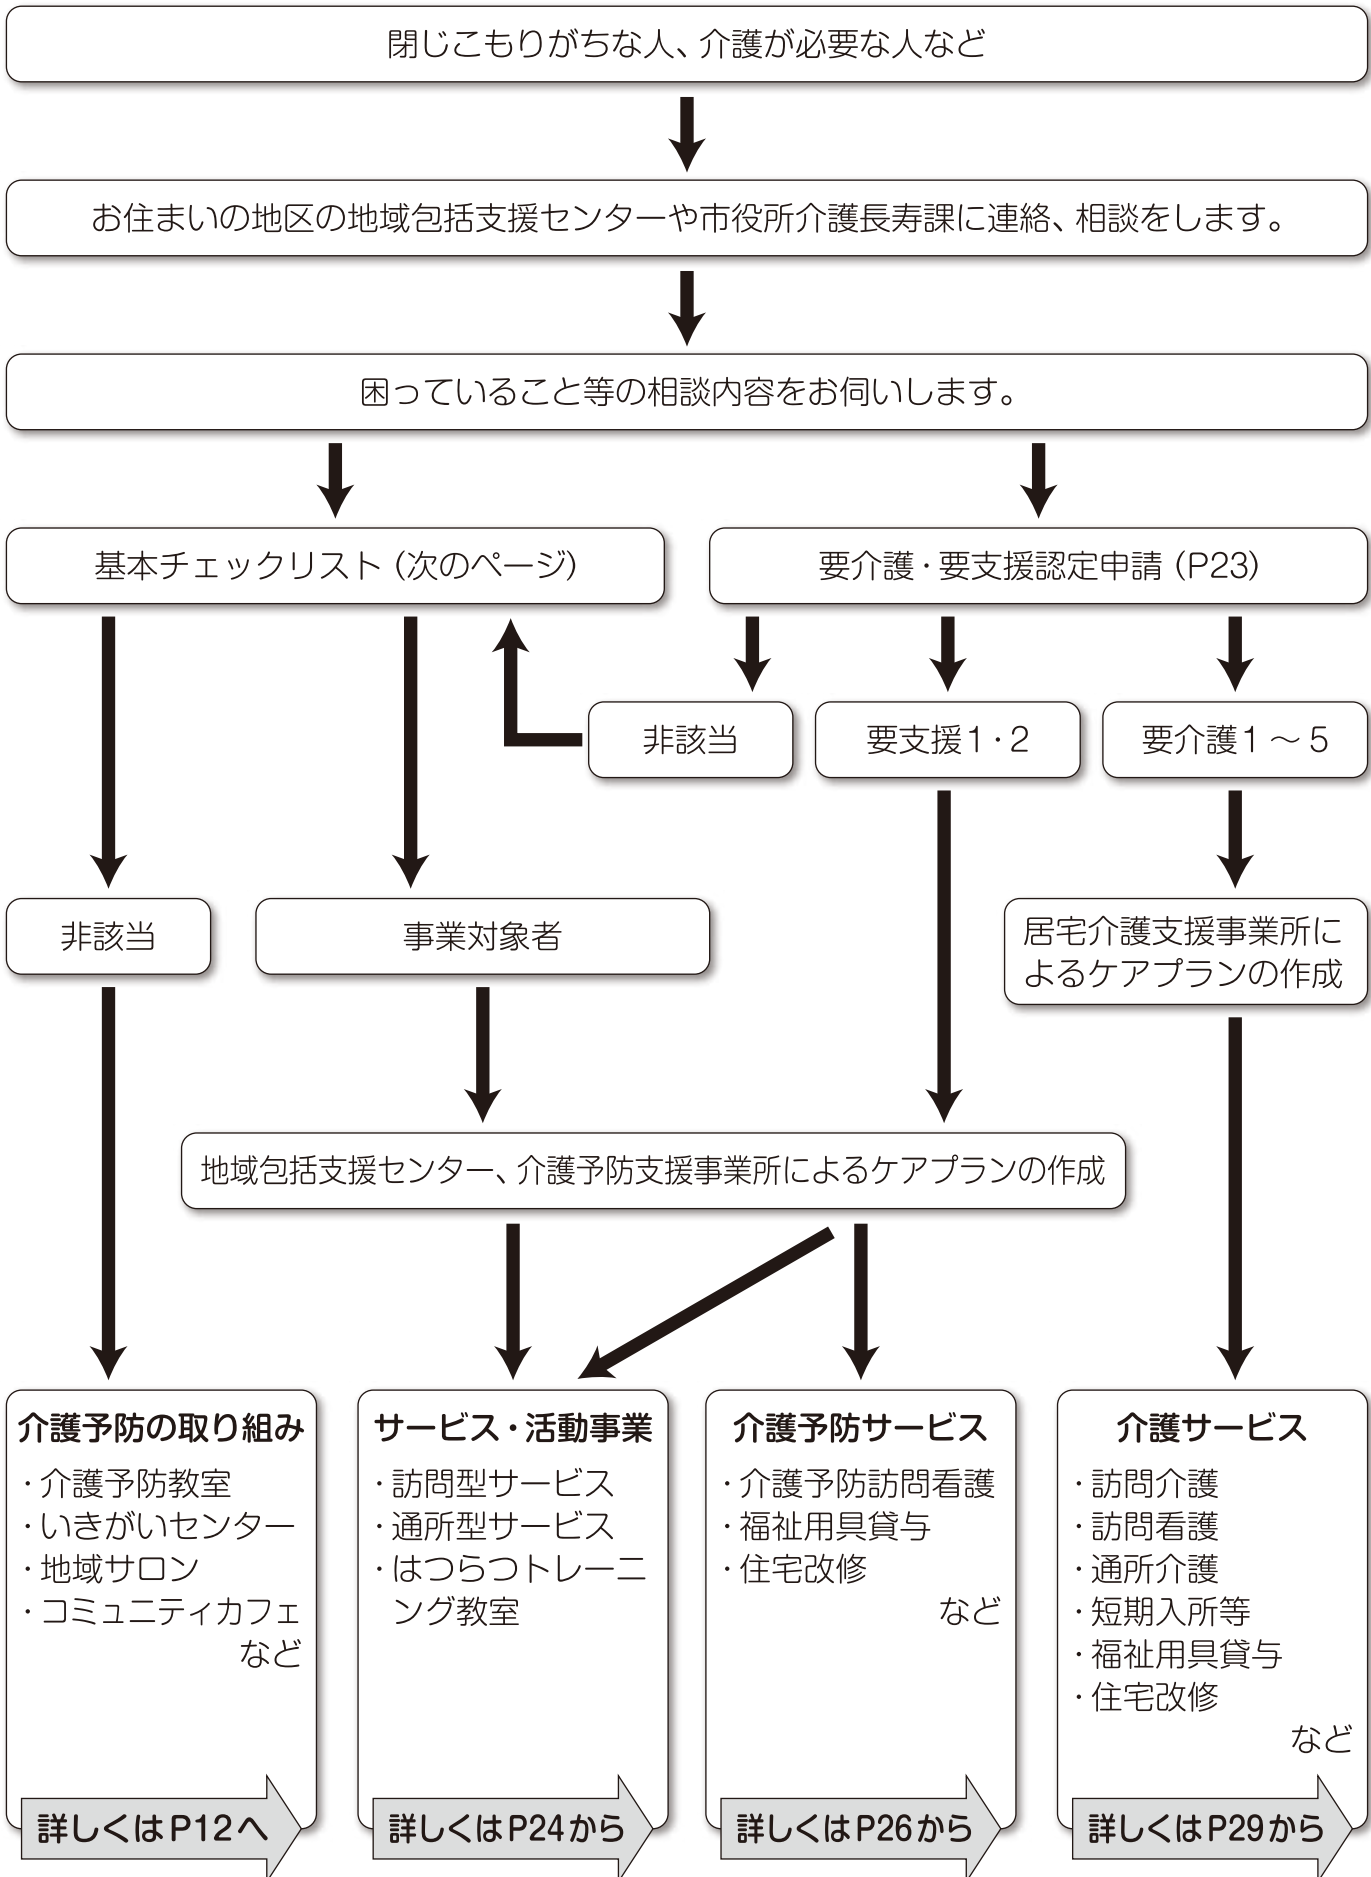 閉じこもりがちな人、介護が必要な人など
お住まいの地区の地域包括支援センターや市役所介護長寿課に連絡、相談をします。
困っていること等の相談内容をお伺いします。
基本チェックリスト（次のページ）
要介護・要支援認定申請（P23）
非該当
要支援1・2
要介護1～5
非該当
事業対象者
居宅介護支援事業所に
よるケアプランの作成
地域包括支援センター、介護予防支援事業所によるケアプランの作成
介護予防の取り組み
・介護予防教室
・いきがいセンター
・地域サロン
・コミュニティカフェ
など
詳しくはP12へ
サービス・活動事業
・訪問型サービス
・通所型サービス
・はつらつトレーニ
ング教室
詳しくはP24から
介護予防サービス
・介護予防訪問看護
・福祉用具貸与
・住宅改修
など
詳しくはP26から
介護サービス
・訪問介護
・訪問看護
・通所介護
・短期入所等
・福祉用具貸与
・住宅改修
など
詳しくはP29から